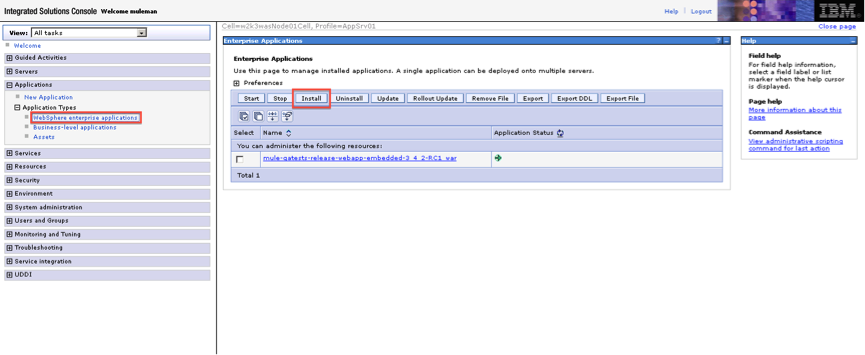 Integrated Solutions Console Welcome muleman
Help | Logout
IBM
View: All tasks
Cell=w2k3wasNode01Cell, Profile=AppSrv01
Close page
Welcome
Guided Activities
Servers
Applications
New Application
Application Types
WebSphere enterprise applications
Business-level applications
Assets
Services
Resources
Security
Environment
System administration
Users and Groups
Monitoring and Tuning
Troubleshooting
Service integration
UDDI
Enterprise Applications
Enterprise Applications
Use this page to manage installed applications. A single application can be deployed onto multiple servers.
Preferences
Start Stop Install Uninstall Update Rollout Update Remove File Export Export DDL Export File
Select Name Application Status
You can administer the following resources:
mule-qatests-release-webapp-embedded-3_4_2-RC1_war
Total 1
Help
Field help
For field help information,
select a field label or list
marker when the help cursor
is displayed.
Page help
More information about this
page
Command Assistance
View administrative scripting
command for last action